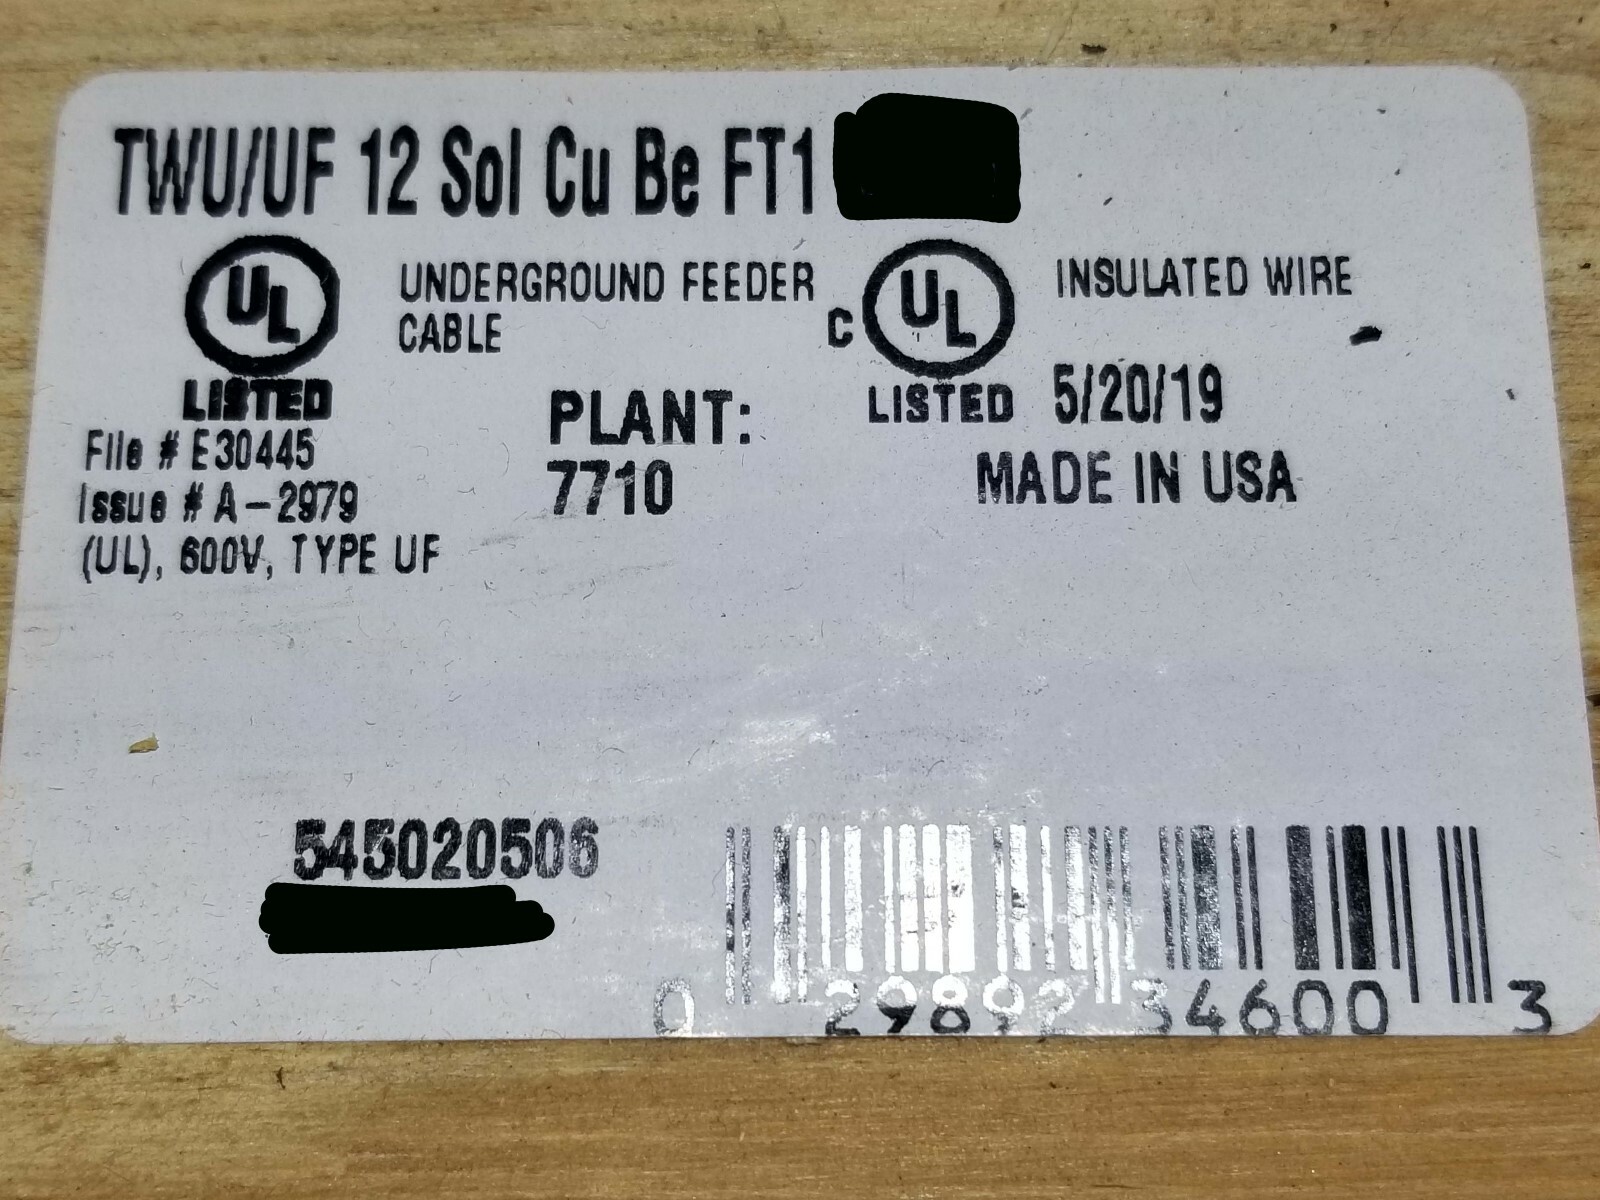 TWU/UF 12 Sol Cu Be FT1
UL
LISTED
UNDERGROUND FEEDER
CABLE
C UL
LISTED
INSULATED WIRE
5/20/19
MADE IN USA
File # E30445
Issue # A-2979
(UL), 600V, TYPE UF
PLANT:
7710
545020506
0 29892 34600 3